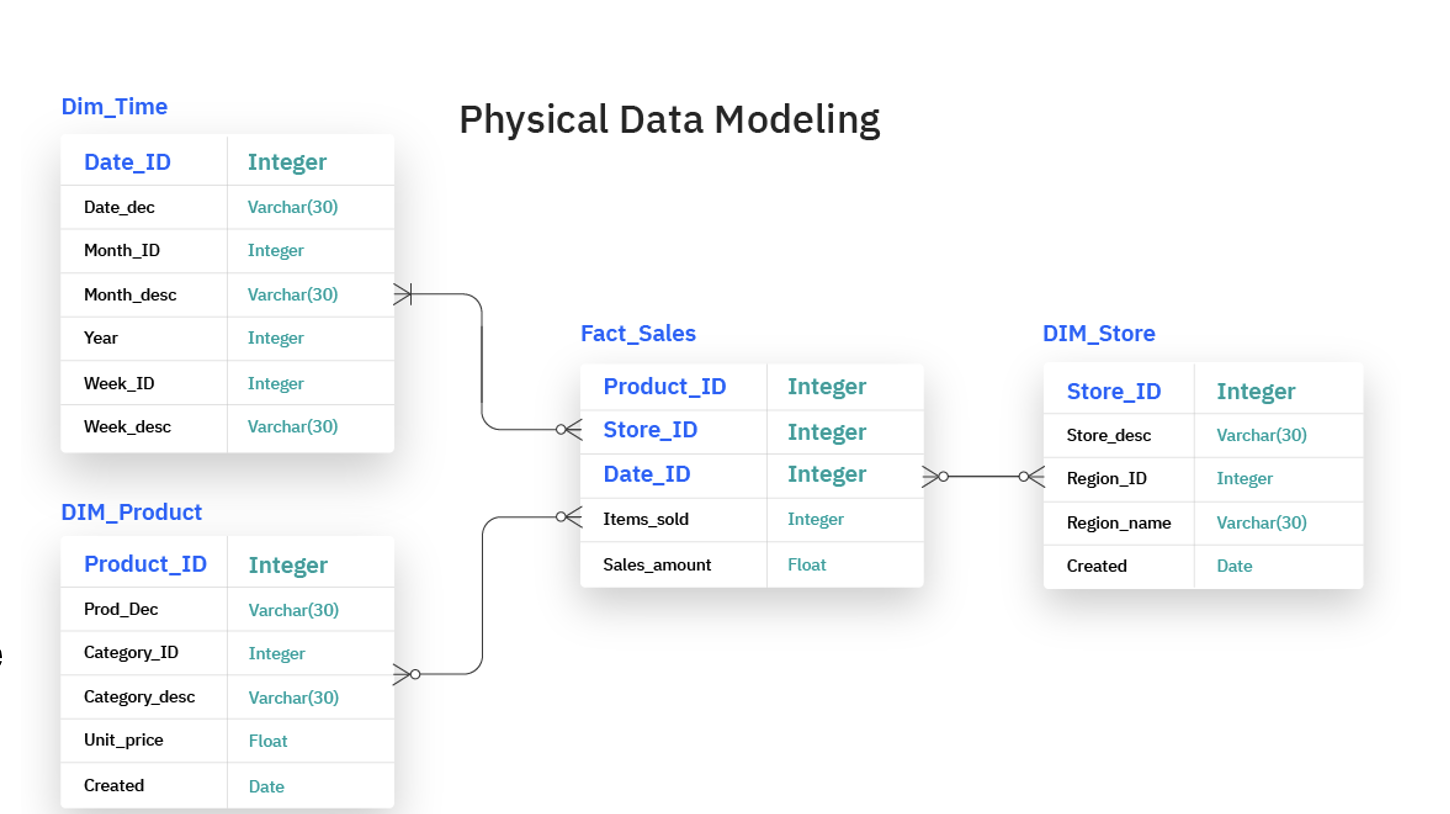 Physical Data Modeling
Dim_Time
Date_ID Integer
Date_dec Varchar(30)
Month_ID Integer
Month_desc Varchar(30)
Year Integer
Week_ID Integer
Week_desc Varchar(30)
DIM_Product
Product_ID Integer
Prod_Dec Varchar(30)
Category_ID Integer
Category_desc Varchar(30)
Unit_price Float
Created Date
Fact_Sales
Product_ID Integer
Store_ID Integer
Date_ID Integer
Items_sold Integer
Sales_amount Float
DIM_Store
Store_ID Integer
Store_desc Varchar(30)
Region_ID Integer
Region_name Varchar(30)
Created Date